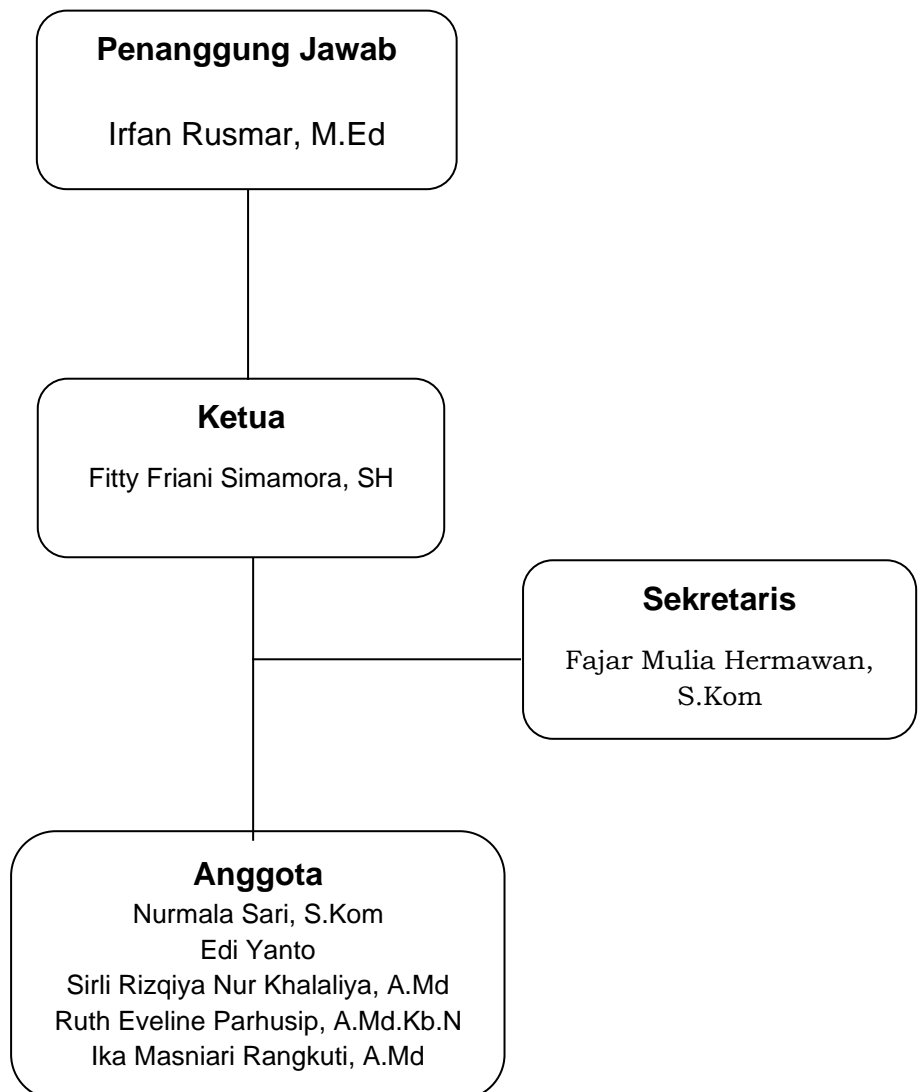 Penanggung Jawab
Irfan Rusmar, M.Ed
Ketua
Fitty Friani Simamora, SH
Sekretaris
Fajar Mulia Hermawan,
S.Kom
Anggota
Nurmala Sari, S.Kom
Edi Yanto
Sirli Rizqiya Nur Khalaliya, A.Md
Ruth Eveline Parhusip, A.Md.Kb.N
Ika Masniari Rangkuti, A.Md